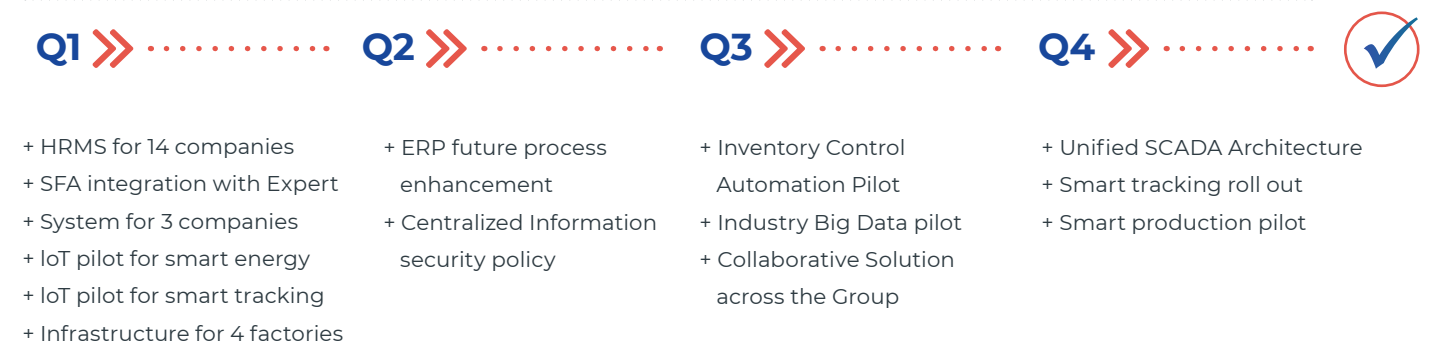 Q1
Q2
Q3
Q4
+ HRMS for 14 companies
+ SFA integration with Expert
+ System for 3 companies
+ loT pilot for smart energy
+ loT pilot for smart tracking
+ Infrastructure for 4 factories
+ ERP future process
enhancement
+ Centralized Information
security policy
+ Inventory Control
Automation Pilot
+ Industry Big Data pilot
+ Collaborative Solution
across the Group
+ Unified SCADA Architecture
+ Smart tracking roll out
+ Smart production pilot